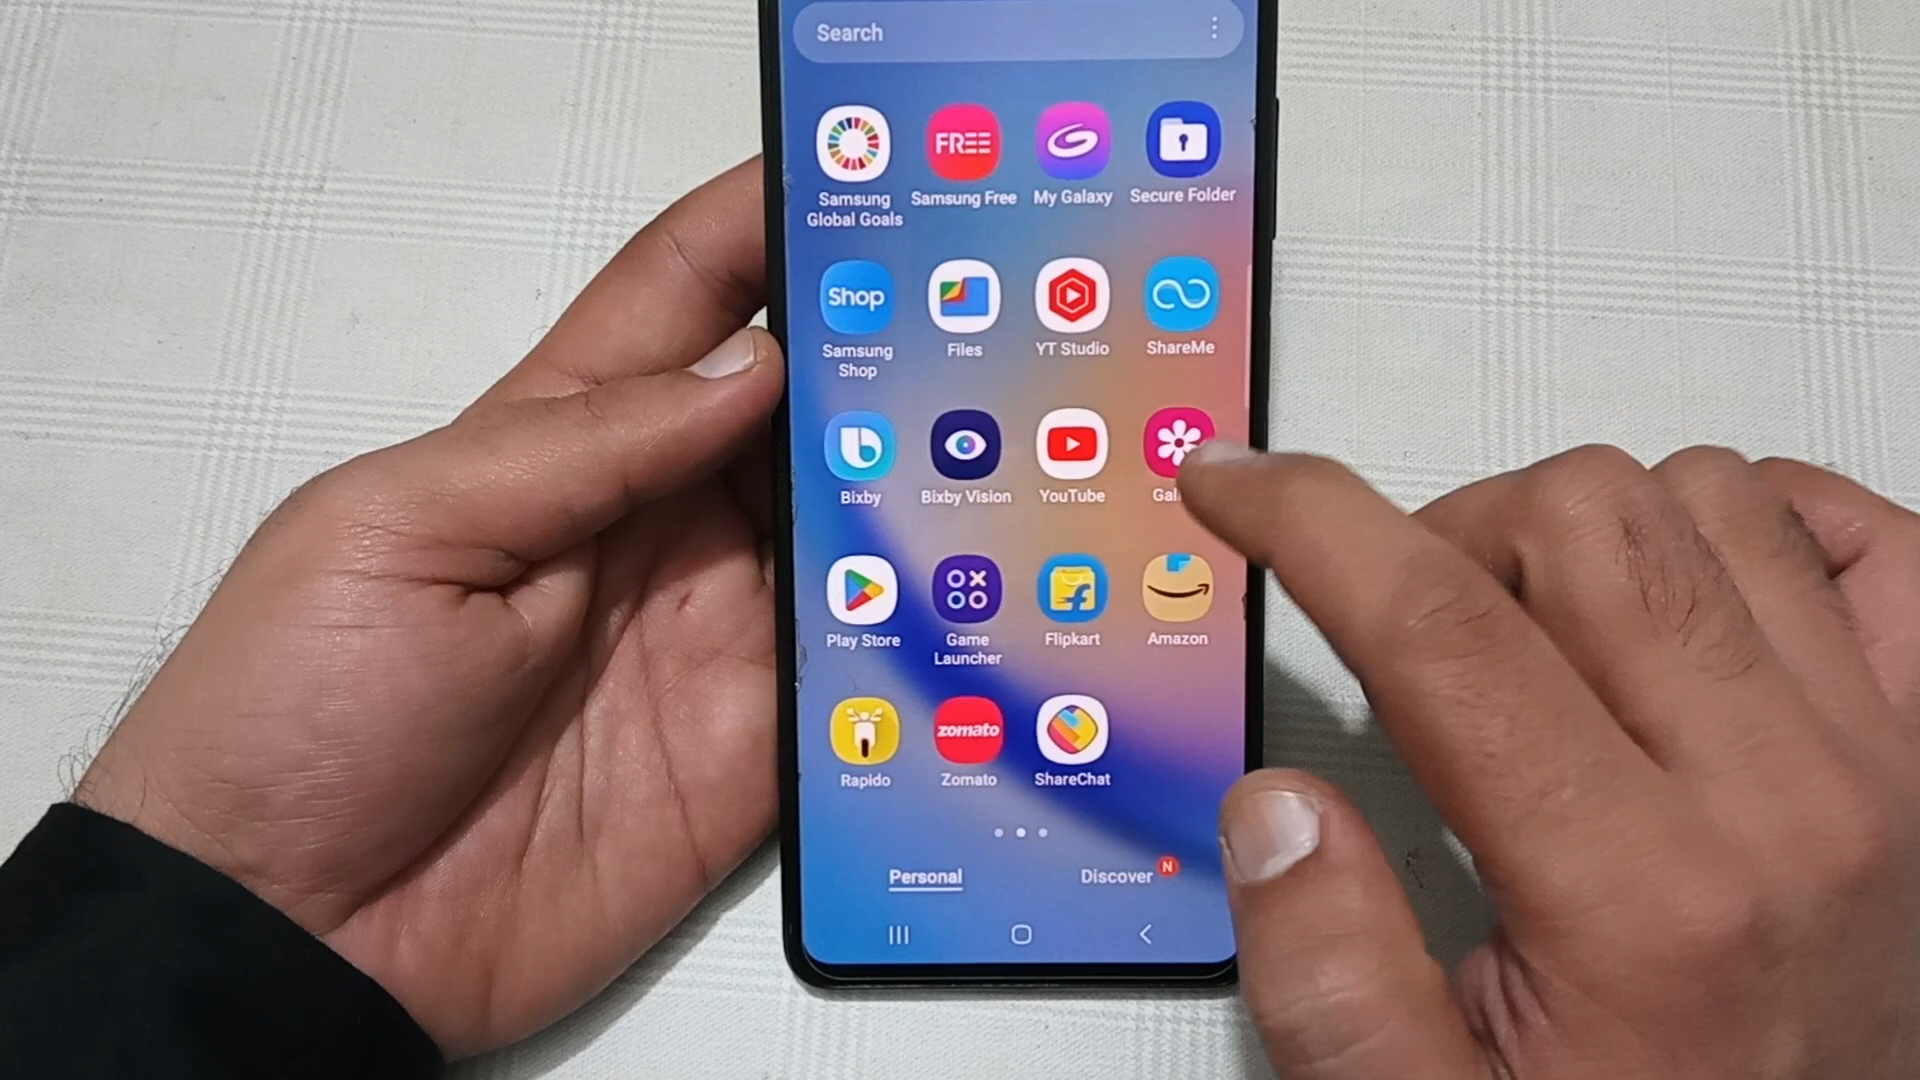 Search
FREE
Samsung
Global Goals
Samsung Free
My Galaxy
Secure Folder
Shop
Samsung
Shop
Files
YT Studio
ShareMe
Bixby
Bixby Vision
YouTube
Play Store
Game
Launcher
Flipkart
Amazon
zomato
Rapido
Zomato
ShareChat
Personal
Discover
N